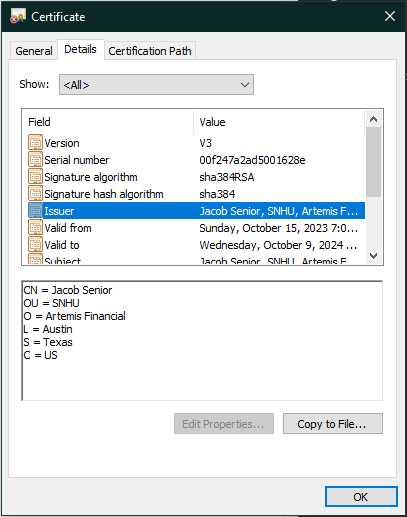 Certificate
General Details Certification Path
Show: <All>
Field Value
Version V3
Serial number 00f247a2ad5001628e
Signature algorithm sha384RSA
Signature hash algorithm sha384
Issuer Jacob Senior, SNHU, Artemis F...
Valid from Sunday, October 15, 2023 7:0...
Valid to Wednesday, October 9, 2024 ...
Subject Jacob Senior, SNHU, Artemis F...
CN = Jacob Senior
OU = SNHU
O = Artemis Financial
L = Austin
S = Texas
C = US
Edit Properties... Copy to File...
OK